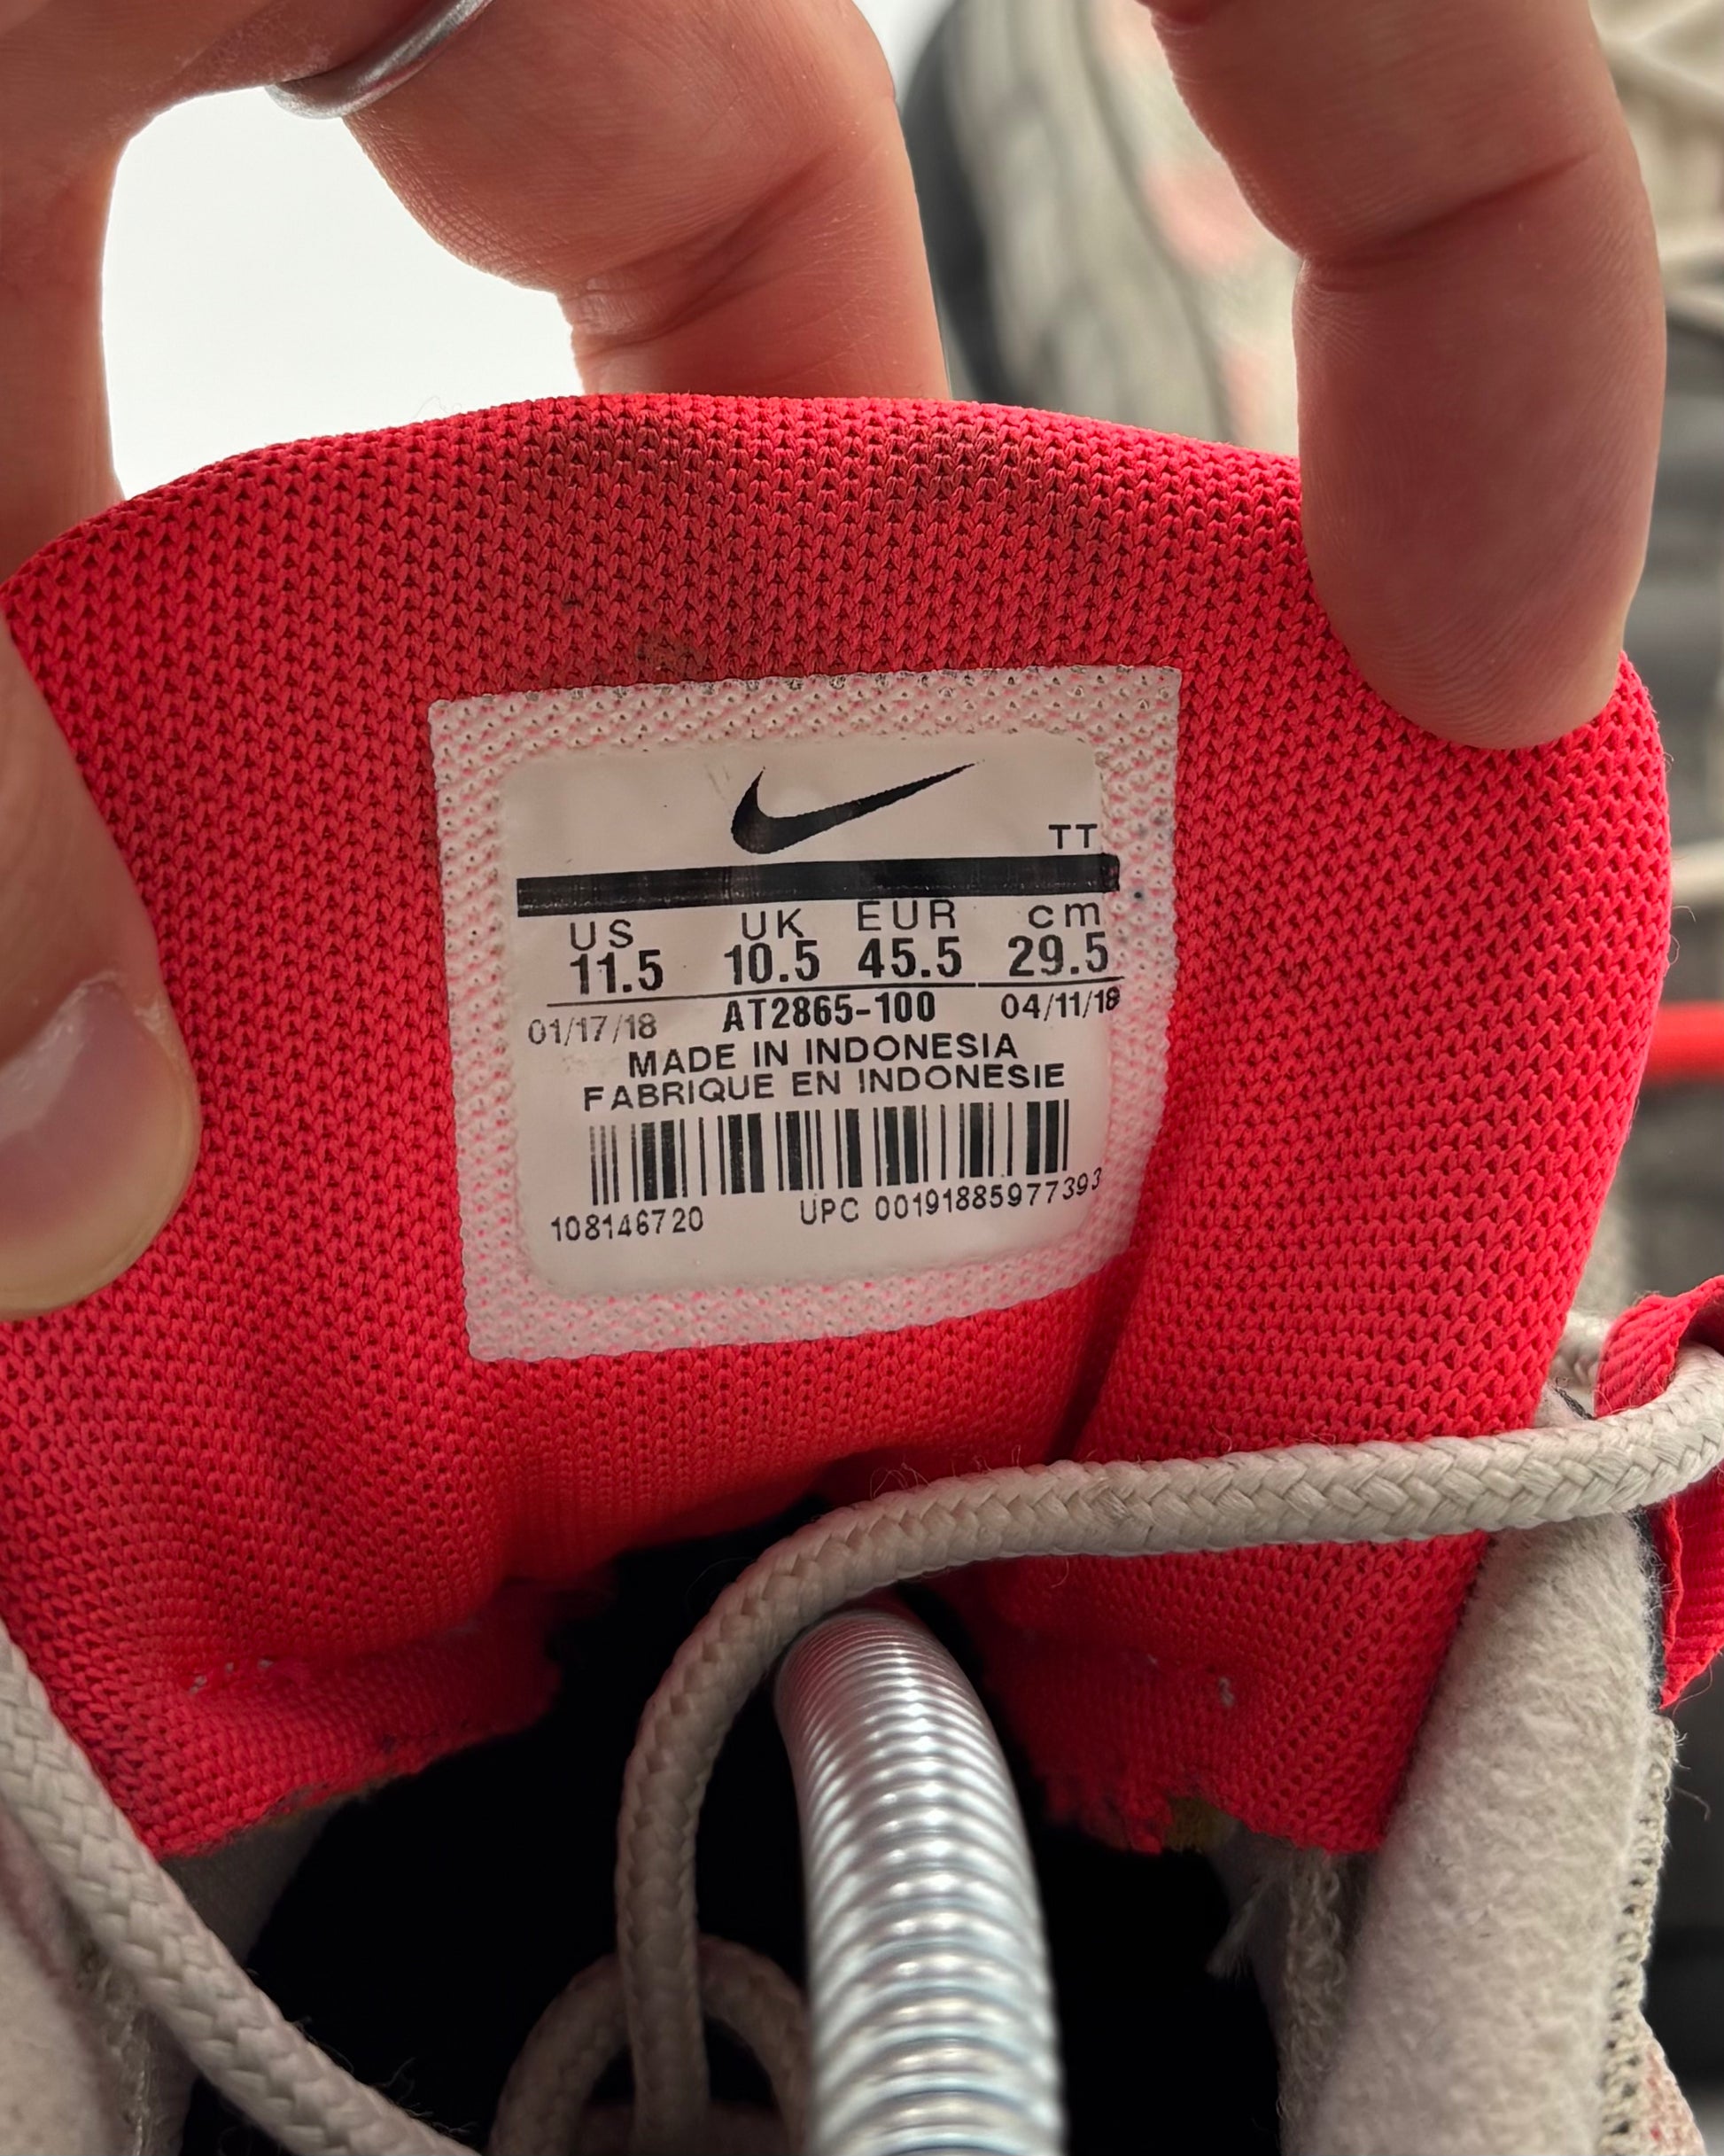 TT
US UK EUR cm
11.5 10.5 45.5 29.5
01/17/18 AT2865-100 04/11/18
MADE IN INDONESIA
FABRIQUE EN INDONESIE
108146720 UPC 00191885977393